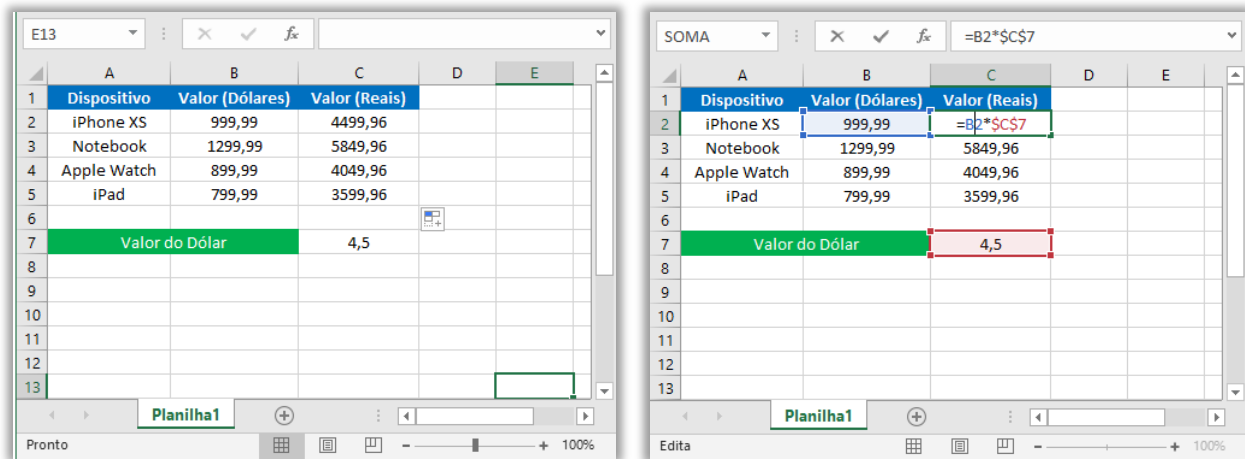 E13 fx
A B C D E
1 Dispositivo Valor (Dólares) Valor (Reais)
2 iPhone XS 999,99 4499,96
3 Notebook 1299,99 5849,96
4 Apple Watch 899,99 4049,96
5 iPad 799,99 3599,96
6
7 Valor do Dólar 4,5
8
9
10
11
12
13
Planilha1
Pronto 100%
SOMA fx =B2*$C$7
A B C D E
1 Dispositivo Valor (Dólares) Valor (Reais)
2 iPhone XS 999,99 =B2*$C$7
3 Notebook 1299,99 5849,96
4 Apple Watch 899,99 4049,96
5 iPad 799,99 3599,96
6
7 Valor do Dólar 4,5
8
9
10
11
12
13
Planilha1
Edita 100%